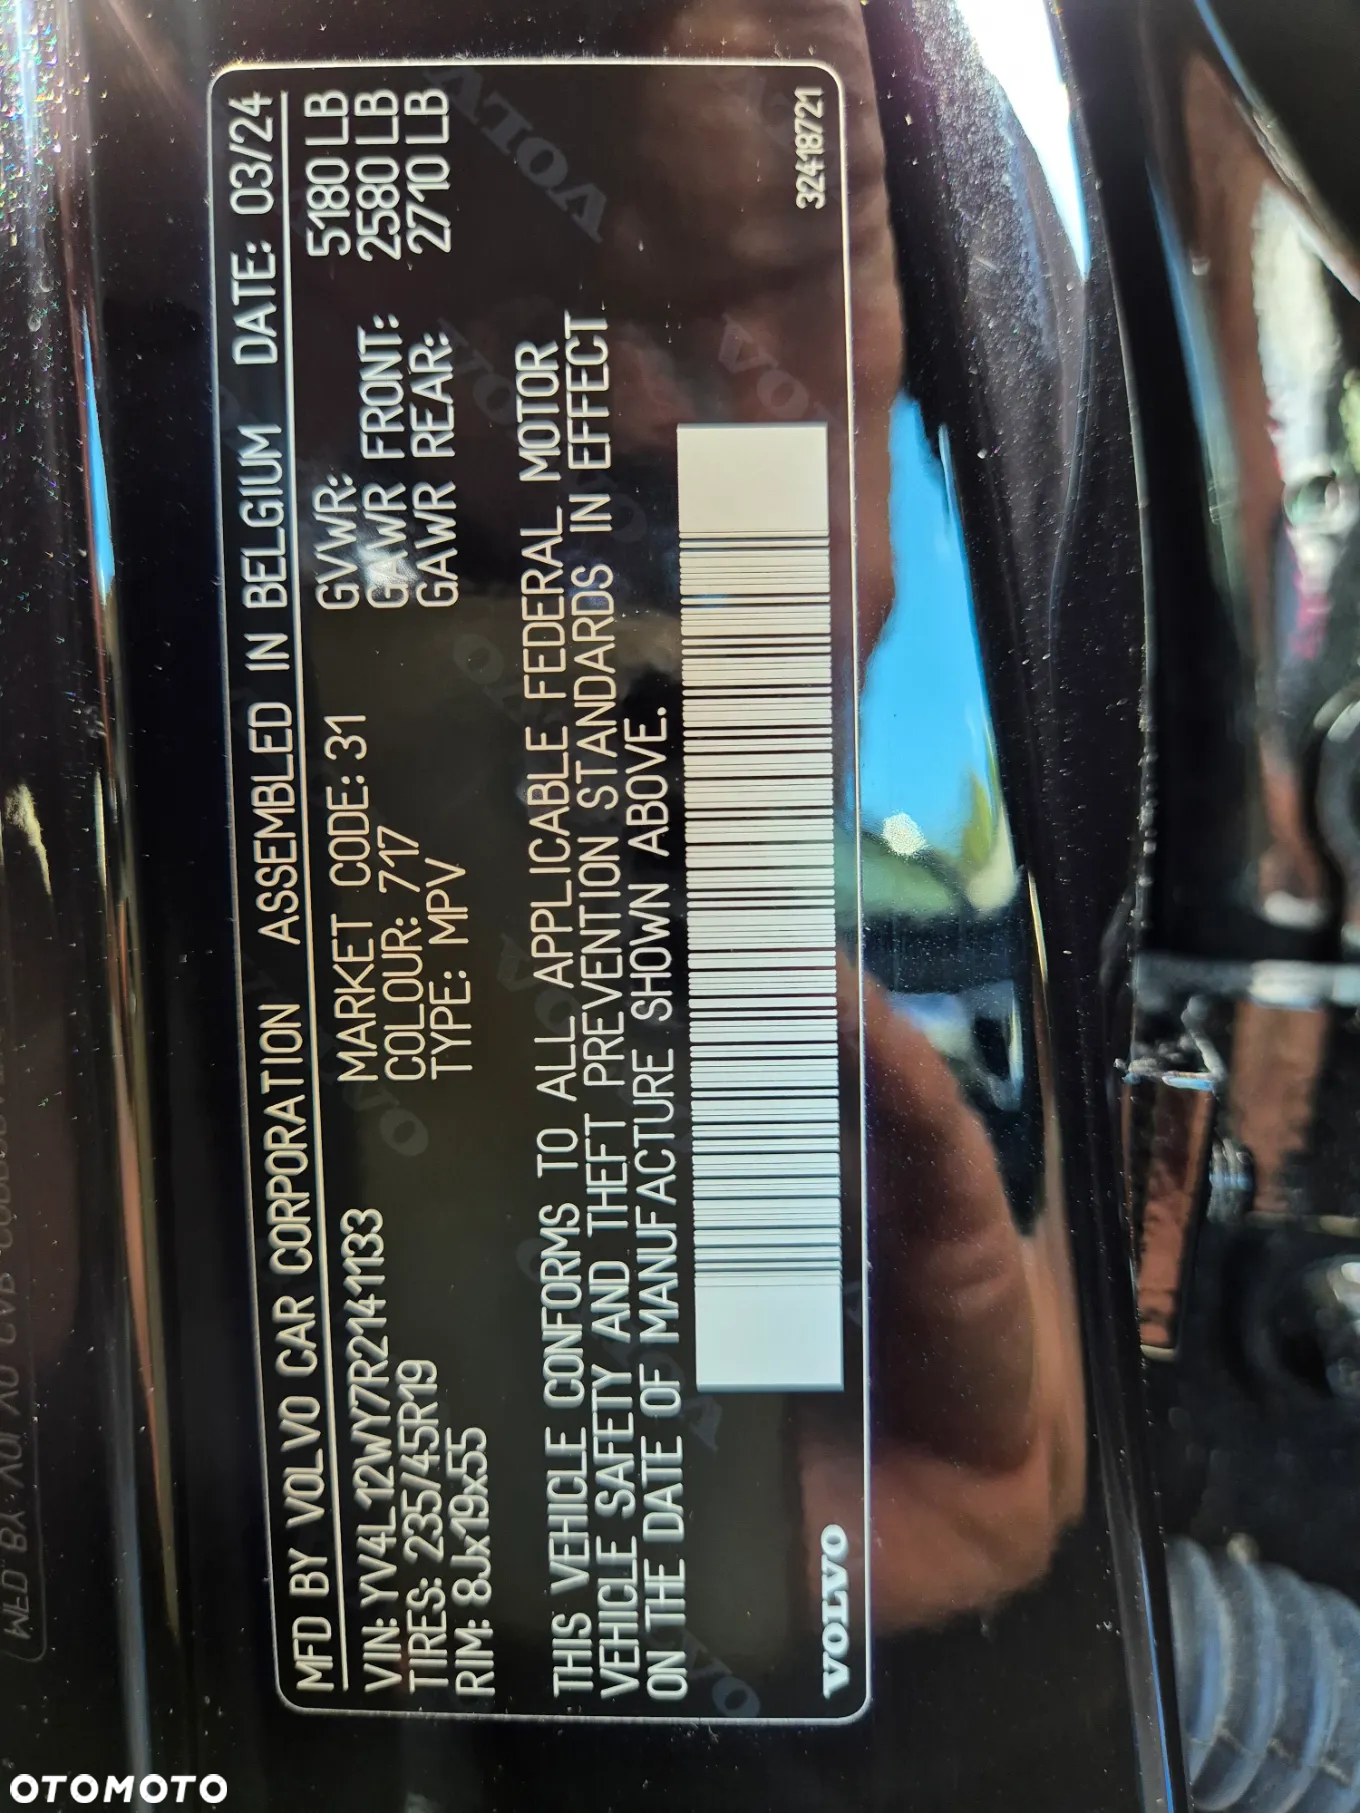 MFD BY VOLVO CAR CORPORATION ASSEMBLED IN BELGIUM DATE: 03/24
VIN: YV4L12WY7R2141133 MARKET CODE: 31 GVWR: 5180 LB
TIRES: 235/45R19 COLOUR: 717 GAWR FRONT: 2580 LB
RIM: 8Jx19x55 TYPE: MPV GAWR REAR: 2710 LB
THIS VEHICLE CONFORMS TO ALL APPLICABLE FEDERAL MOTOR
VEHICLE SAFETY AND THEFT PREVENTION STANDARDS IN EFFECT
ON THE DATE OF MANUFACTURE SHOWN ABOVE.
VOLVO 32418721
OTOMOTO